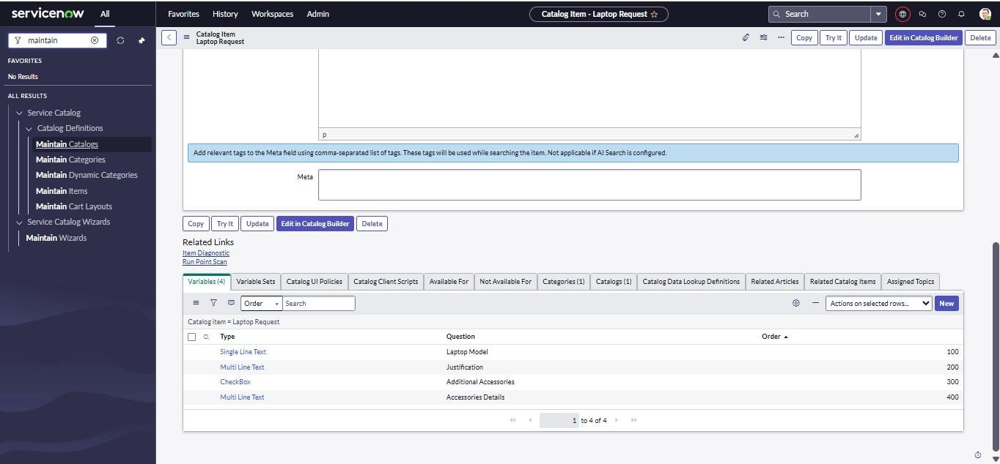 servicenow All Favorites History Workspaces Admin Catalog Item - Laptop Request Search
maintain
Catalog Item
Laptop Request
Copy Try It Update Edit in Catalog Builder Delete
FAVORITES
No Results
ALL RESULTS
Service Catalog
Catalog Definitions
Maintain Catalogs
Maintain Categories
Maintain Dynamic Categories
Maintain Items
Maintain Cart Layouts
Service Catalog Wizards
Maintain Wizards
p
Add relevant tags to the Meta field using comma-separated list of tags. These tags will be used while searching the item. Not applicable if AI Search is configured.
Meta
Copy Try It Update Edit in Catalog Builder Delete
Related Links
Item Diagnostic
Run Point Scan
Variables (4) Variable Sets Catalog UI Policies Catalog Client Scripts Available For Not Available For Categories (1) Catalogs (1) Catalog Data Lookup Definitions Related Articles Related Catalog Items Assigned Topics
Order Search Actions on selected rows... New
Catalog item = Laptop Request
Type Question Order
Single Line Text Laptop Model 100
Multi Line Text Justification 200
CheckBox Additional Accessories 300
Multi Line Text Accessories Details 400
1 to 4 of 4